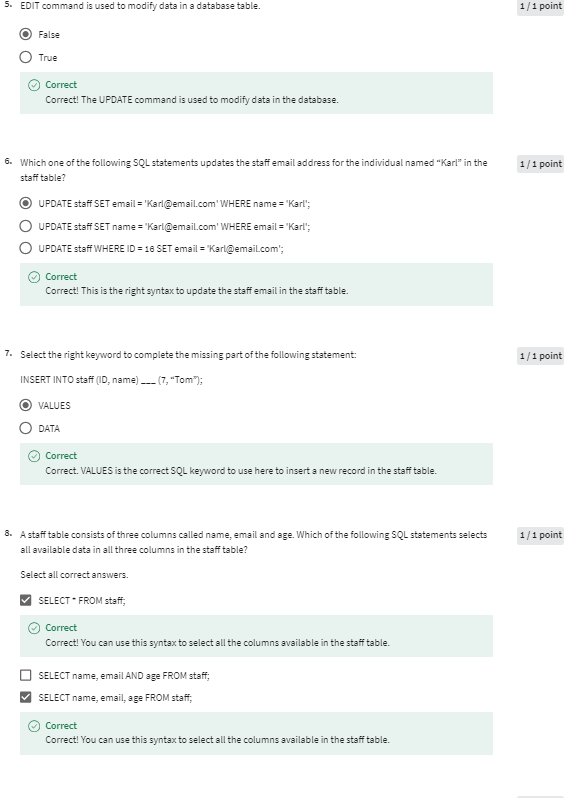 5. EDIT command is used to modify data in a database table.
1 / 1 point
False
True
Correct
Correct! The UPDATE command is used to modify data in the database.
6. Which one of the following SQL statements updates the staff email address for the individual named “Karl” in the
staff table?
1 / 1 point
UPDATE staff SET email = 'Karl@email.com' WHERE name = 'Karl';
UPDATE staff SET name = 'Karl@email.com' WHERE email = 'Karl';
UPDATE staff WHERE ID = 16 SET email = 'Karl@email.com';
Correct
Correct! This is the right syntax to update the staff email in the staff table.
7. Select the right keyword to complete the missing part of the following statement:
1 / 1 point
INSERT INTO staff (ID, name) ___ (7, “Tom”);
VALUES
DATA
Correct
Correct. VALUES is the correct SQL keyword to use here to insert a new record in the staff table.
8. A staff table consists of three columns called name, email and age. Which of the following SQL statements selects
all available data in all three columns in the staff table?
1 / 1 point
Select all correct answers.
SELECT * FROM staff;
Correct
Correct! You can use this syntax to select all the columns available in the staff table.
SELECT name, email AND age FROM staff;
SELECT name, email, age FROM staff;
Correct
Correct! You can use this syntax to select all the columns available in the staff table.